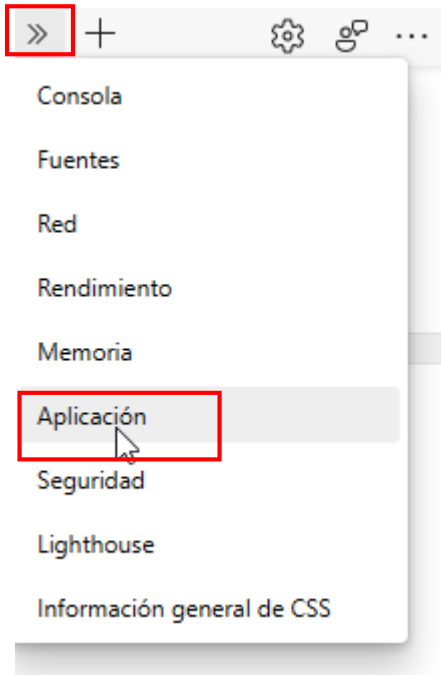 Consola
Fuentes
Red
Rendimiento
Memoria
Aplicación
Seguridad
Lighthouse
Información general de CSS